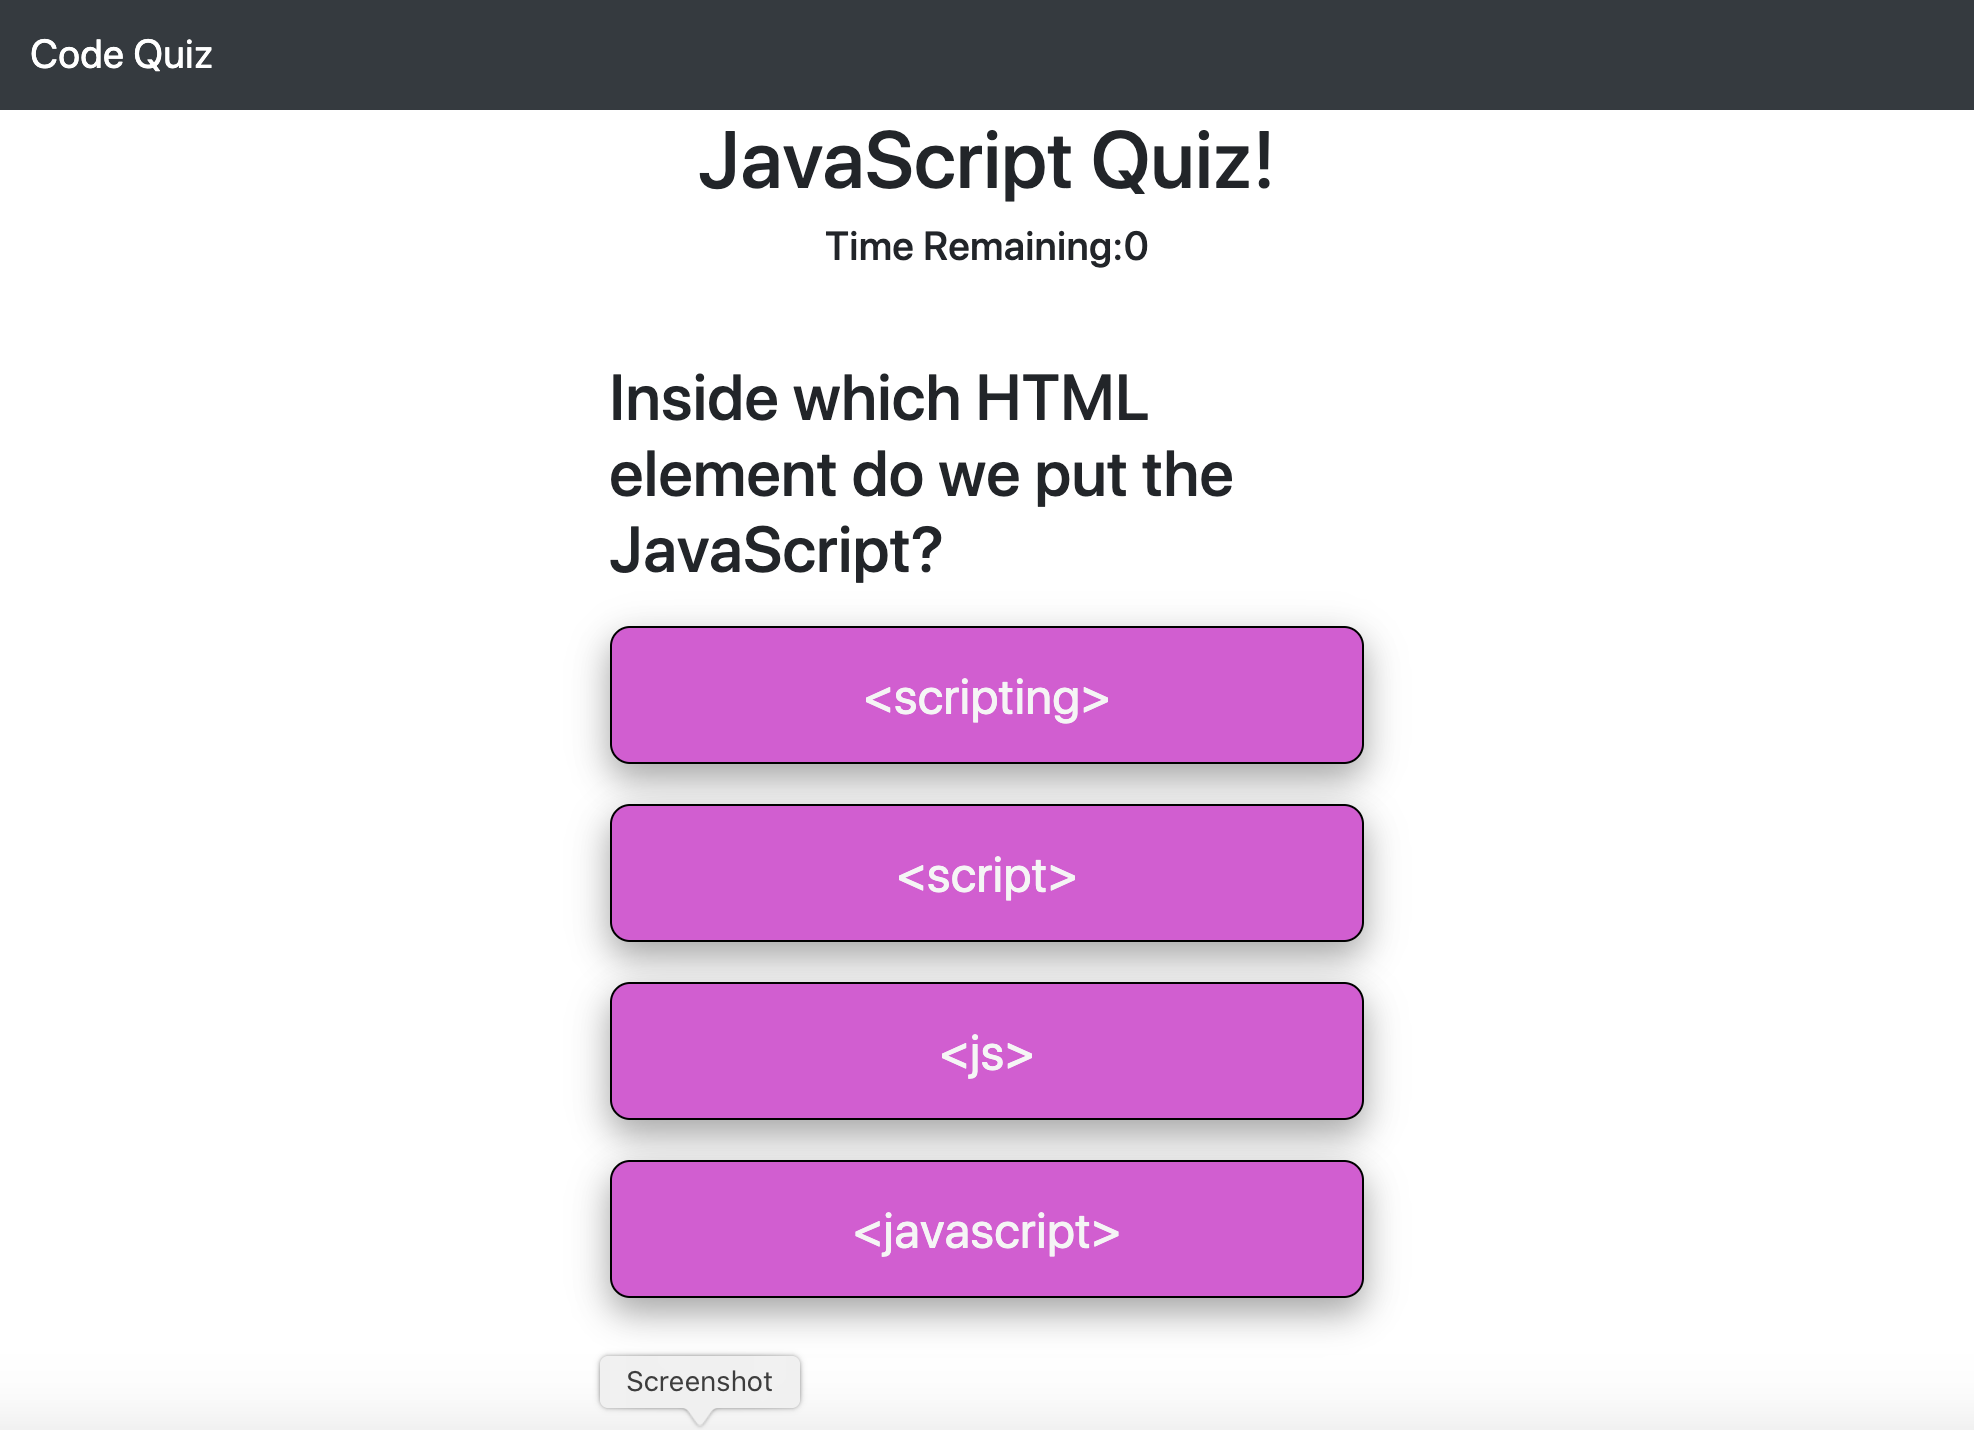 Code Quiz
JavaScript Quiz!
Time Remaining:0
Inside which HTML
element do we put the
JavaScript?
<scripting>
<script>
<js>
<javascript>
Screenshot